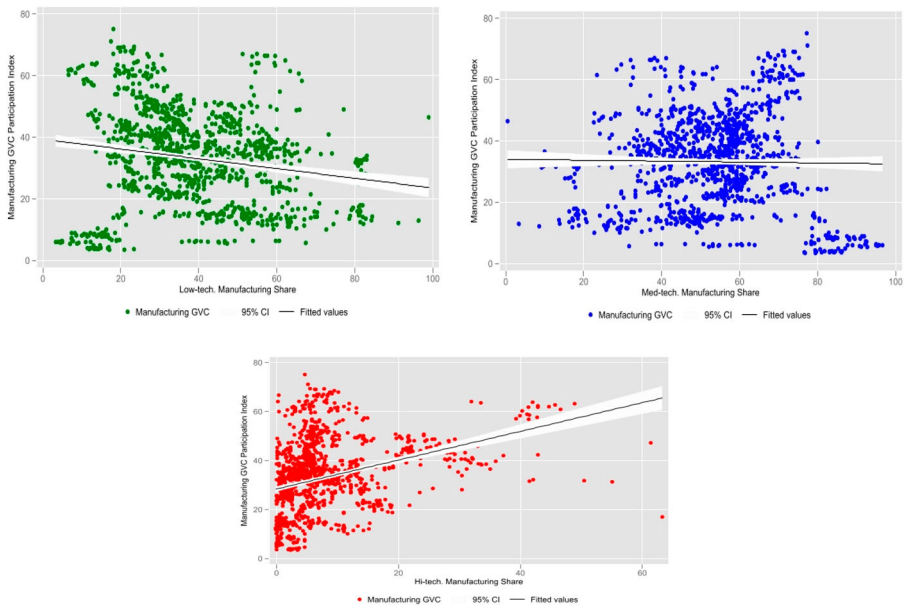 Manufacturing GVC Participation Index
80
60
40
20
0
0 20 40 60 80 100
Low-tech. Manufacturing Share
Manufacturing GVC 95% CI Fitted values
Manufacturing GVC Participation Index
80
60
40
20
0
0 20 40 60 80 100
Med-tech. Manufacturing Share
Manufacturing GVC 95% CI Fitted values
Manufacturing GVC Participation Index
80
60
40
20
0
0 20 40 60
Hi-tech. Manufacturing Share
Manufacturing GVC 95% CI Fitted values